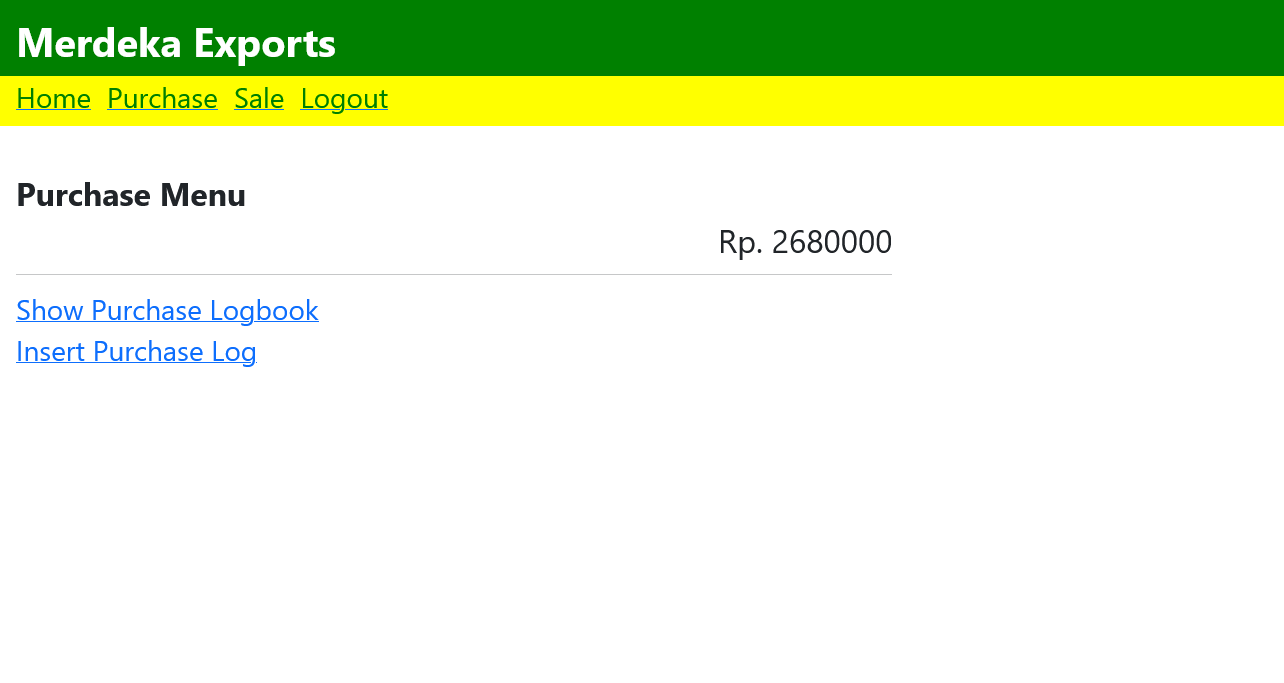 Merdeka Exports
Home Purchase Sale Logout
Purchase Menu
Rp. 2680000
Show Purchase Logbook
Insert Purchase Log